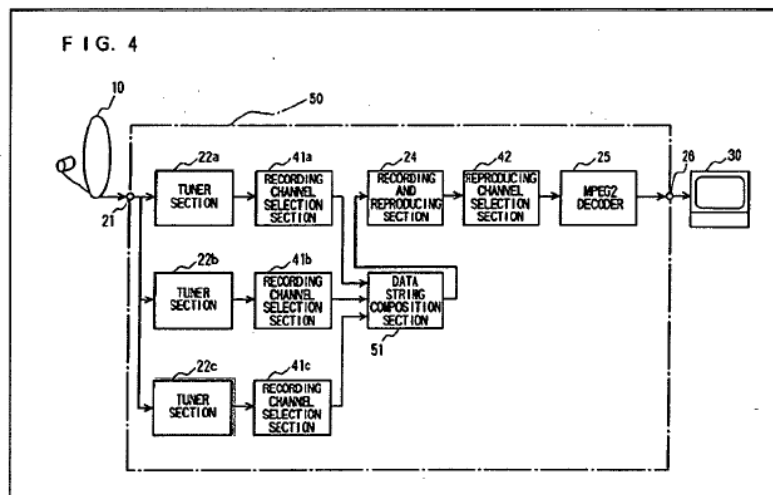 FIG. 4
10
50
22a
41a
24
42
25
26
30
TUNER
SECTION
RECORDING
CHANNEL
SELECTION
SECTION
RECORDING
AND
REPRODUCING
SECTION
REPRODUCING
CHANNEL
SELECTION
SECTION
MPEG2
DECODER
21
22b
41b
TUNER
SECTION
RECORDING
CHANNEL
SELECTION
SECTION
DATA
STRING
COMPOSITION
SECTION
51
22c
41c
TUNER
SECTION
RECORDING
CHANNEL
SELECTION
SECTION